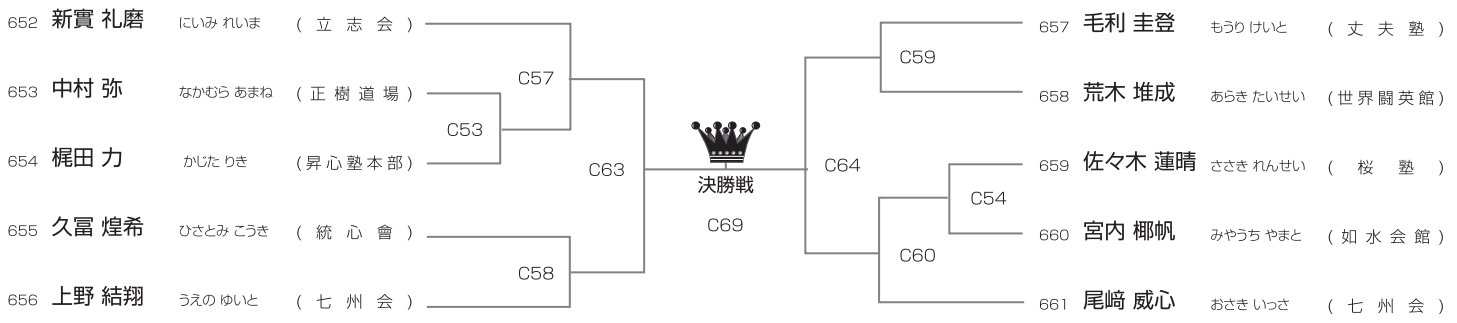 652 新實 礼磨 にいみ れいま (立志会)
653 中村 弥 なかむら あまね (正樹道場)
654 梶田 力 かじた りき (昇心塾本部)
655 久冨 煌希 ひさとみ こうき (統心會)
656 上野 結翔 うえの ゆいと (七州会)
C57
C53
C63
C58
決勝戦
C69
C59
C64
C54
C60
657 毛利 圭登 もうり けいと (丈夫塾)
658 荒木 堆成 あらき たいせい (世界闘英館)
659 佐々木 蓮晴 ささき れんせい (桜塾)
660 宮内 椰帆 みやうち やまと (如水会館)
661 尾﨑 威心 おさき いっさ (七州会)